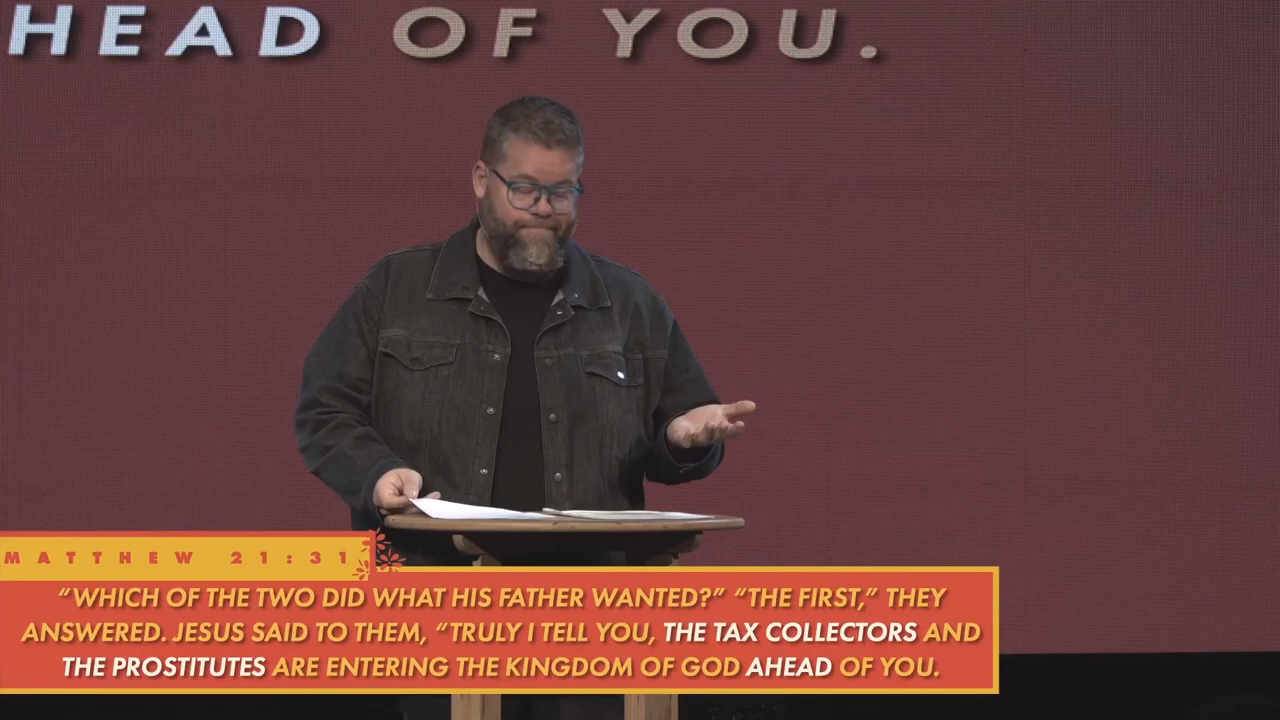 HEAD OF YOU.
MATTHEW 21:31
“WHICH OF THE TWO DID WHAT HIS FATHER WANTED?” “THE FIRST,” THEY
ANSWERED. JESUS SAID TO THEM, “TRULY I TELL YOU, THE TAX COLLECTORS AND
THE PROSTITUTES ARE ENTERING THE KINGDOM OF GOD AHEAD OF YOU.